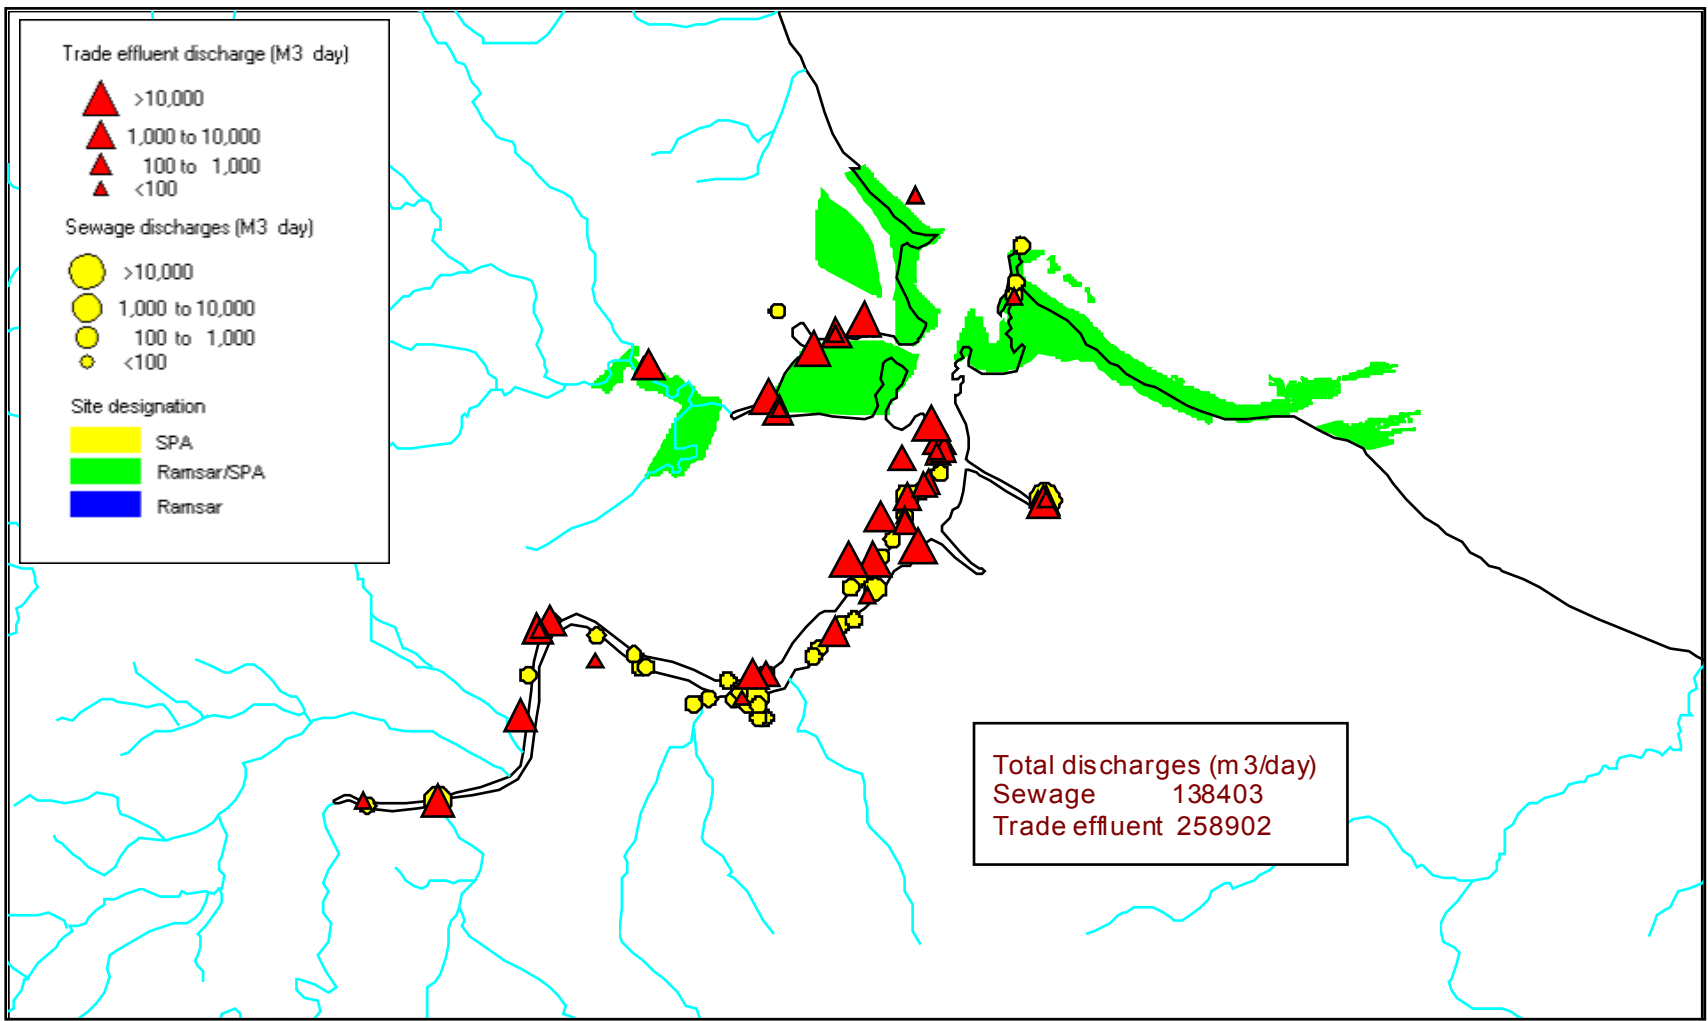 Trade effluent discharge (M3 day)
>10,000
1,000 to 10,000
100 to 1,000
<100
Sewage discharges (M3 day)
>10,000
1,000 to 10,000
100 to 1,000
<100
Site designation
SPA
Ramsar/SPA
Ramsar
Total discharges (m3/day)
Sewage 138403
Trade effluent 258902